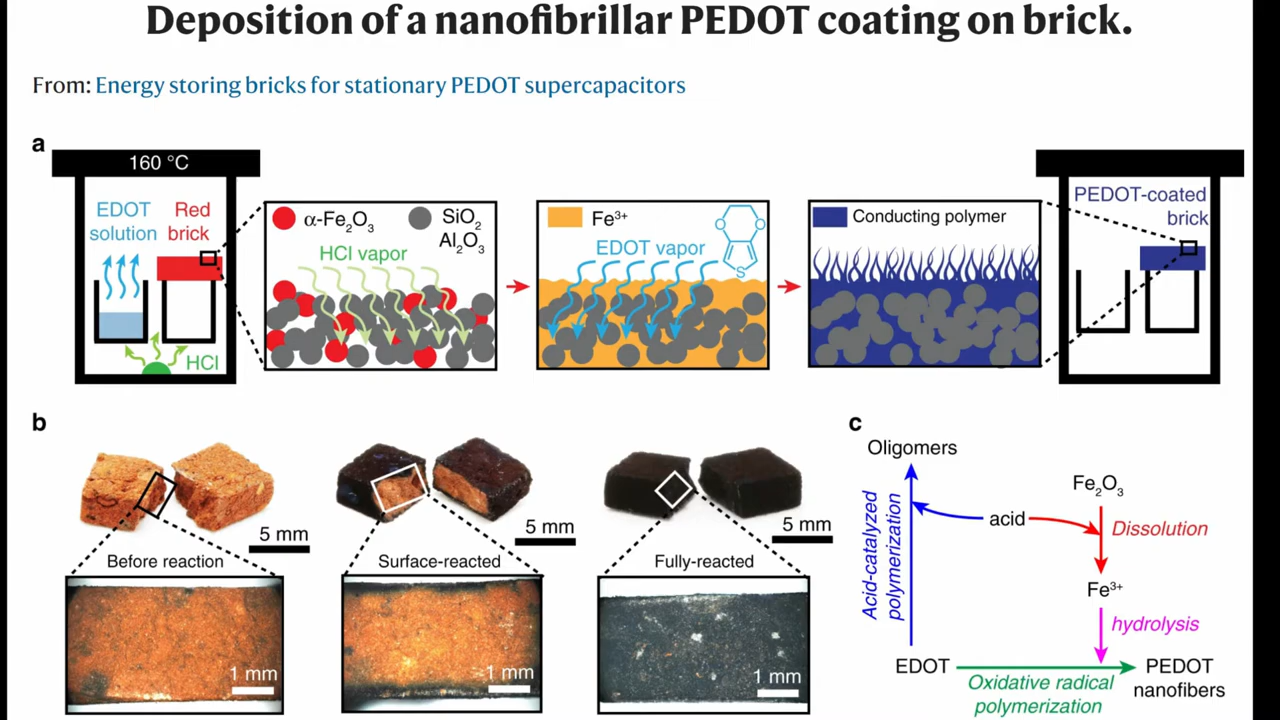 Deposition of a nanofibrillar PEDOT coating on brick.
From: Energy storing bricks for stationary PEDOT supercapacitors
a
160 °C
EDOT
solution
Red
brick
HCl
α-Fe₂O₃
SiO₂
Al₂O₃
HCl vapor
Fe³⁺
EDOT vapor
O
O
S
Conducting polymer
PEDOT-coated
brick
b
5 mm
5 mm
5 mm
Before reaction
Surface-reacted
Fully-reacted
1 mm
1 mm
1 mm
c
Oligomers
Fe₂O₃
acid
Dissolution
Acid-catalyzed
polymerization
Fe³⁺
hydrolysis
EDOT
PEDOT
nanofibers
Oxidative radical
polymerization